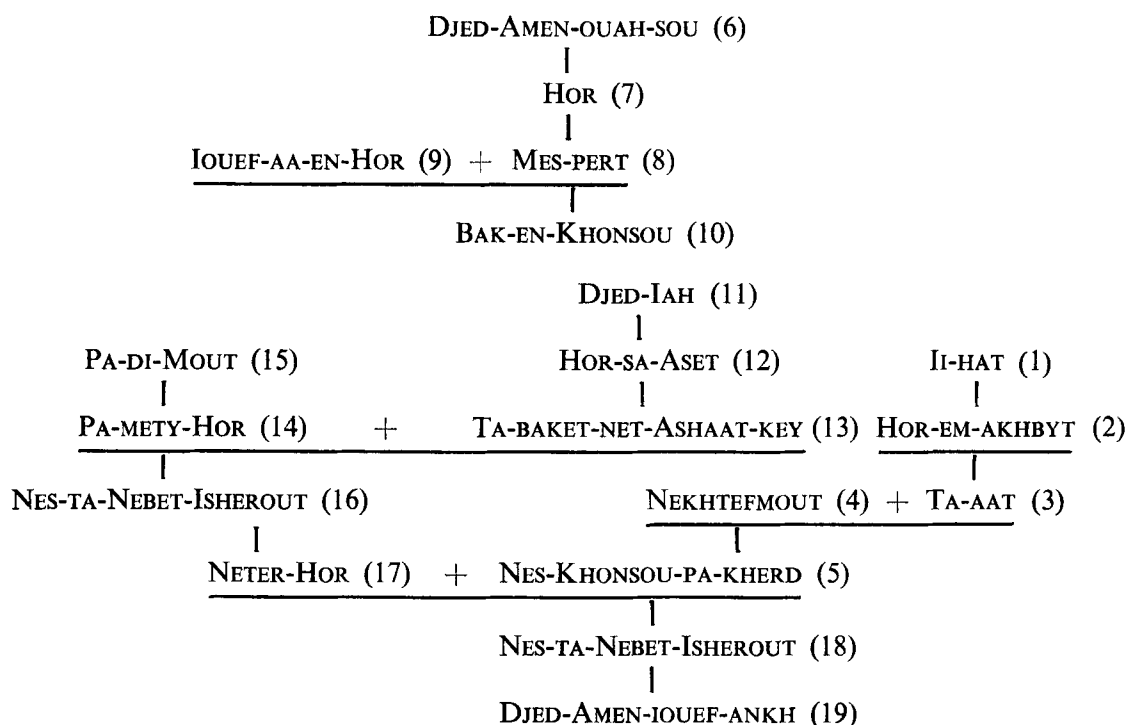 DJED-AMEN-OUAH-SOU (6)
HOR (7)
IOUEF-AA-EN-HOR (9) + MES-PERT (8)
BAK-EN-KHONSOU (10)
DJED-IAH (11)
PA-DI-MOUT (15) HOR-SA-ASET (12) II-HAT (1)
PA-METY-HOR (14) + TA-BAKET-NET-ASHAAT-KEY (13) HOR-EM-AKHBYT (2)
NES-TA-NEBET-ISHEROUT (16) NEKHTEFMOUT (4) + TA-AAT (3)
NETER-HOR (17) + NES-KHONSOU-PA-KHERD (5)
NES-TA-NEBET-ISHEROUT (18)
DJED-AMEN-IOUEF-ANKH (19)